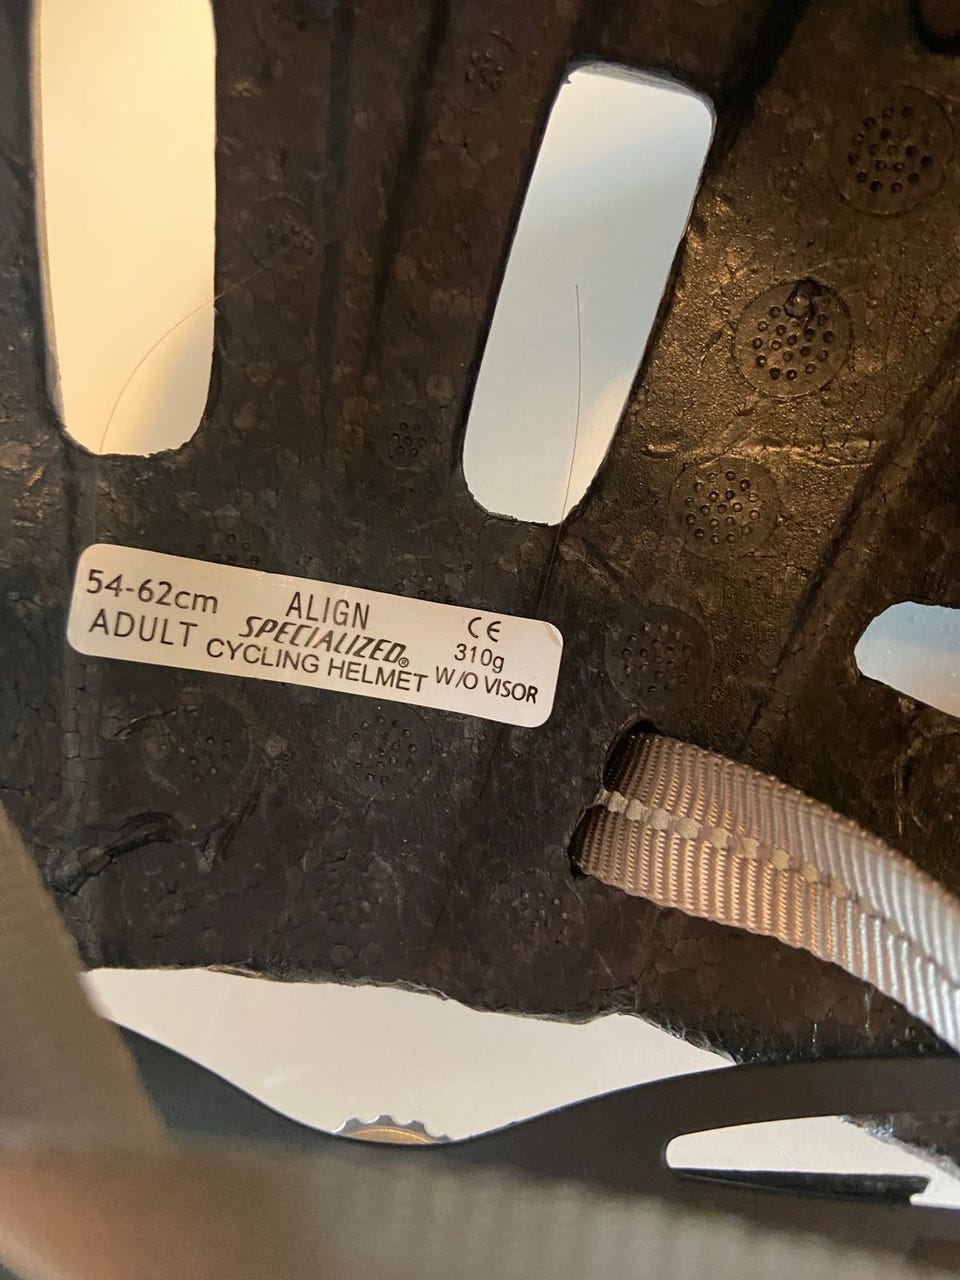 54-62cm
ADULT
ALIGN
SPECIALIZED®
CYCLING HELMET
CE
310g
W/O VISOR